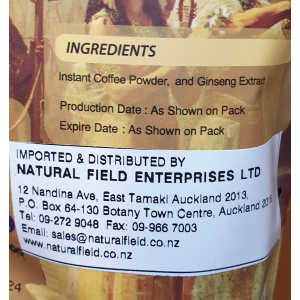 INGREDIENTS
Instant Coffee Powder, and Ginseng Extract
Production Date : As Shown on Pack
Expire Date : As Shown on Pack
IMPORTED & DISTRIBUTED BY
NATURAL FIELD ENTERPRISES LTD
12 Nandina Ave, East Tamaki Auckland 2013,
P.O. Box 64-130 Botany Town Centre, Auckland
Tel: 09-272 9048 Fax: 09-966 7003
Email: sales@naturalfield.co.nz
www.naturalfield.co.nz
24